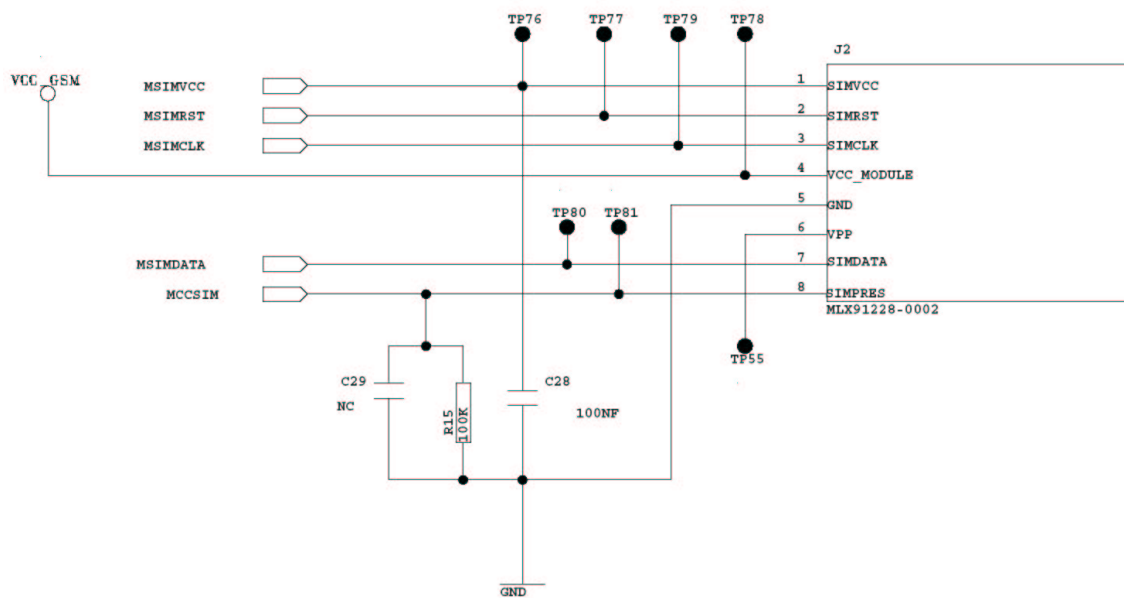 TP76 TP77 TP79 TP78
J2
VCC_GSM
MSIMVCC 1 SIMVCC
MSIMRST 2 SIMRST
MSIMCLK 3 SIMCLK
4 VCC_MODULE
5 GND
TP80 TP81 6 VPP
MSIMDATA 7 SIMDATA
MCCSIM 8 SIMPRES
MLX91228-0002
TP55
C29 C28
NC R15 100K 100NF
GND